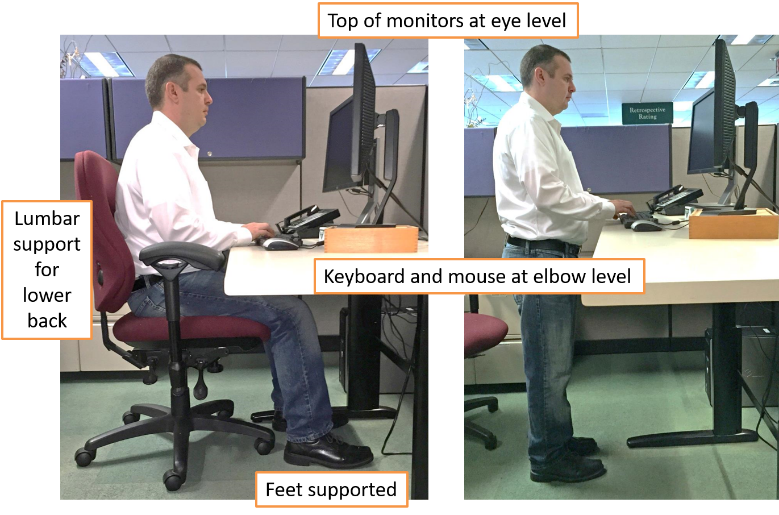 Top of monitors at eye level
Retrospective
Rating
Lumbar
support
for
lower
back
Keyboard and mouse at elbow level
Feet supported